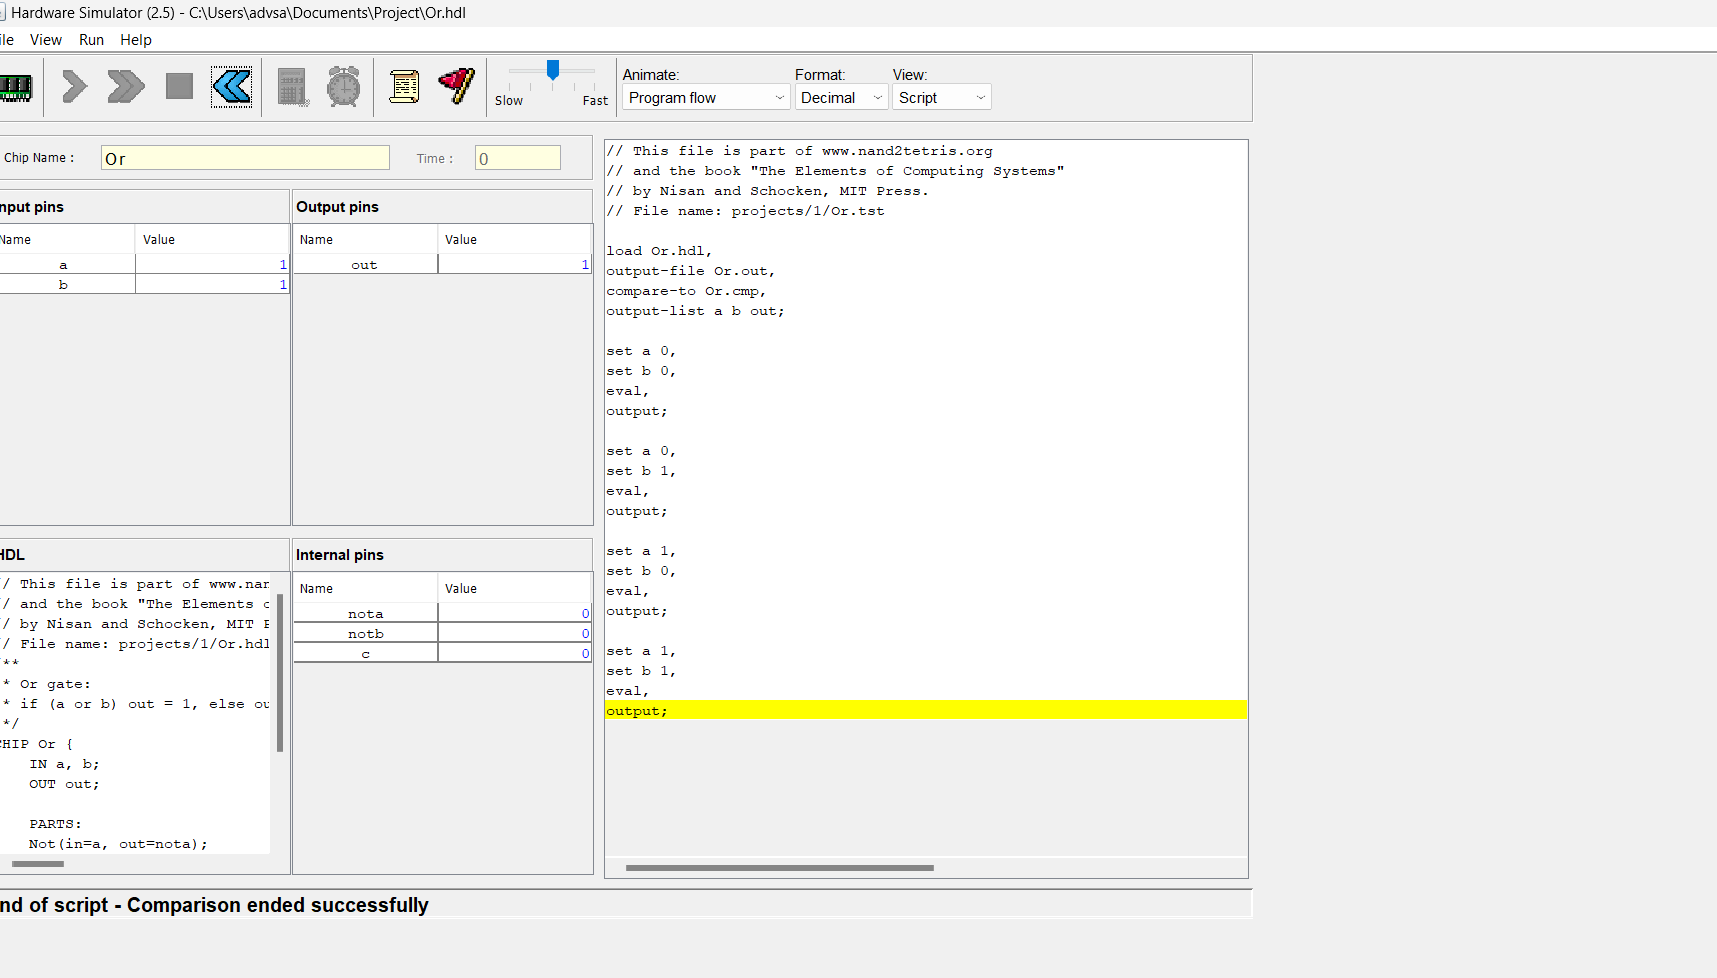 Hardware Simulator (2.5) - C:\Users\advsa\Documents\Project\Or.hdl
ile View Run Help
Slow Fast
Animate: Format: View:
Program flow Decimal Script
Chip Name : Or Time : 0
nput pins Output pins
Name Value Name Value
a 1 out 1
b 1
HDL
// This file is part of www.nan
// and the book "The Elements o
// by Nisan and Schocken, MIT P
// File name: projects/1/Or.hdl
**
* Or gate:
* if (a or b) out = 1, else ou
*/
CHIP Or {
IN a, b;
OUT out;
PARTS:
Not(in=a, out=nota);
Internal pins
Name Value
nota 0
notb 0
c 0
// This file is part of www.nand2tetris.org
// and the book "The Elements of Computing Systems"
// by Nisan and Schocken, MIT Press.
// File name: projects/1/Or.tst
load Or.hdl,
output-file Or.out,
compare-to Or.cmp,
output-list a b out;
set a 0,
set b 0,
eval,
output;
set a 0,
set b 1,
eval,
output;
set a 1,
set b 0,
eval,
output;
set a 1,
set b 1,
eval,
output;
nd of script - Comparison ended successfully